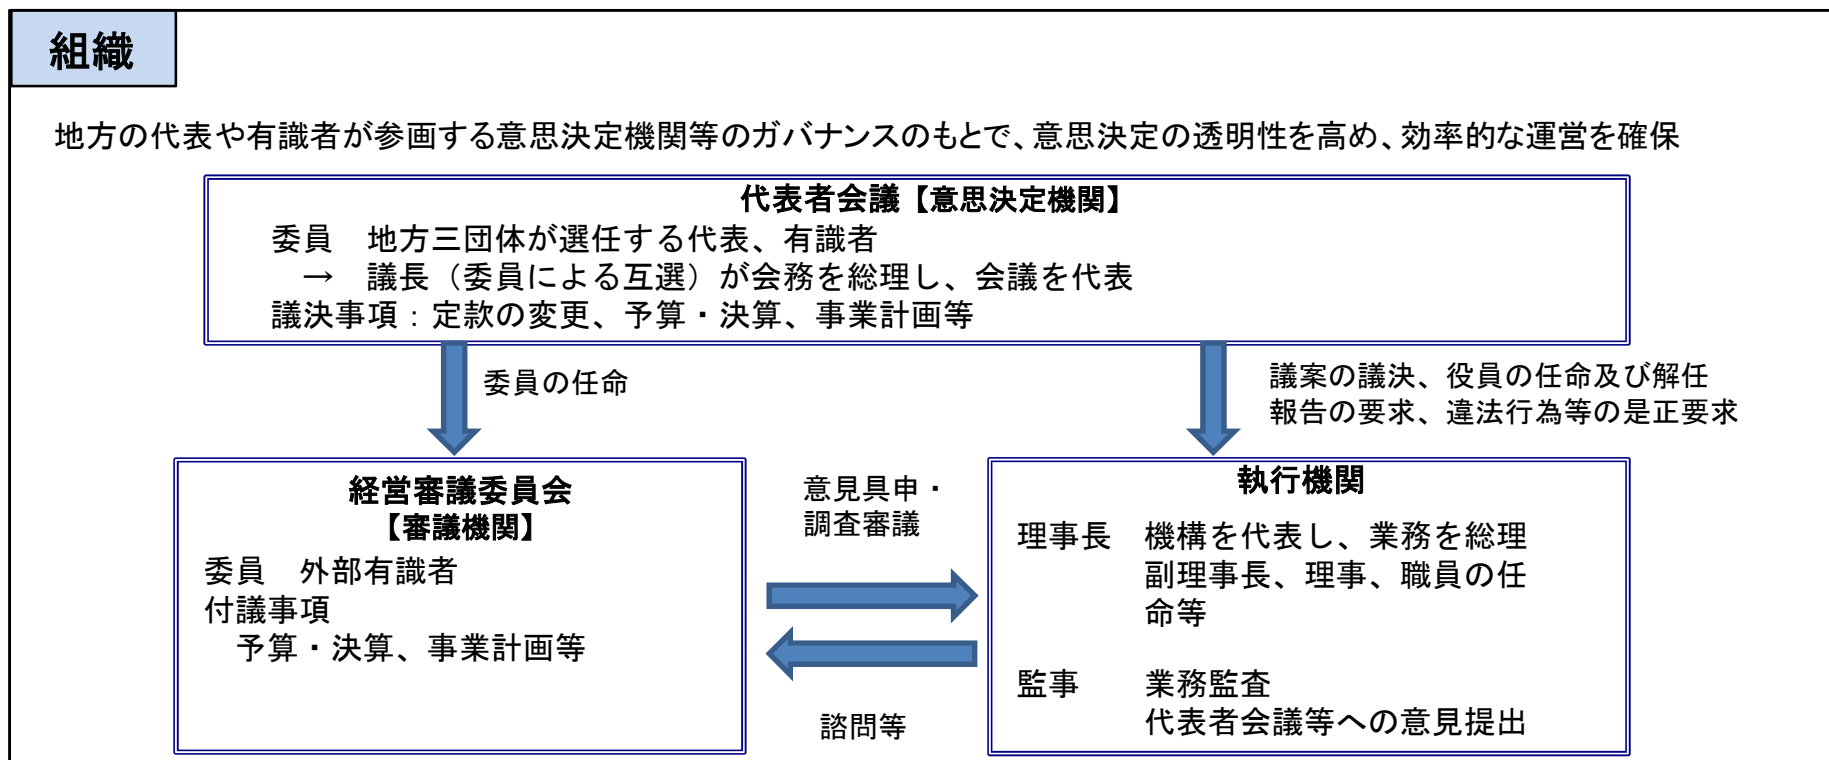 組織
地方の代表や有識者が参画する意思決定機関等のガバナンスのもとで、意思決定の透明性を高め、効率的な運営を確保
代表者会議【意思決定機関】
委員　地方三団体が選任する代表、有識者
→　議長（委員による互選）が会務を総理し、会議を代表
議決事項：定款の変更、予算・決算、事業計画等
委員の任命
議案の議決、役員の任命及び解任
報告の要求、違法行為等の是正要求
経営審議委員会
【審議機関】
委員　外部有識者
付議事項
予算・決算、事業計画等
意見具申・
調査審議
諮問等
執行機関
理事長　機構を代表し、業務を総理
副理事長、理事、職員の任
命等
監事　業務監査
代表者会議等への意見提出